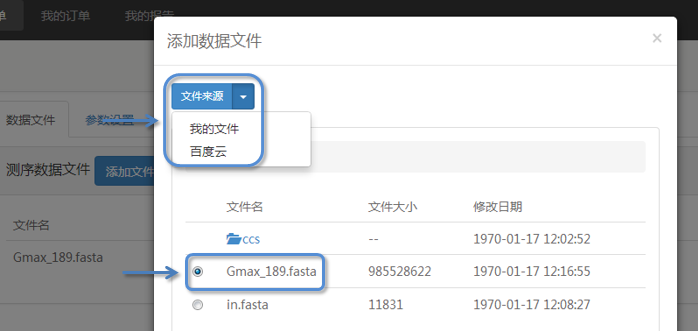 单 我的订单 我的报告
添加数据文件 ×
文件来源
我的文件
百度云
数据文件 参数设置
测序数据文件 添加文件
文件名
Gmax_189.fasta
文件名 文件大小 修改日期
ccs -- 1970-01-17 12:02:52
Gmax_189.fasta 985528622 1970-01-17 12:16:55
in.fasta 11831 1970-01-17 12:08:27